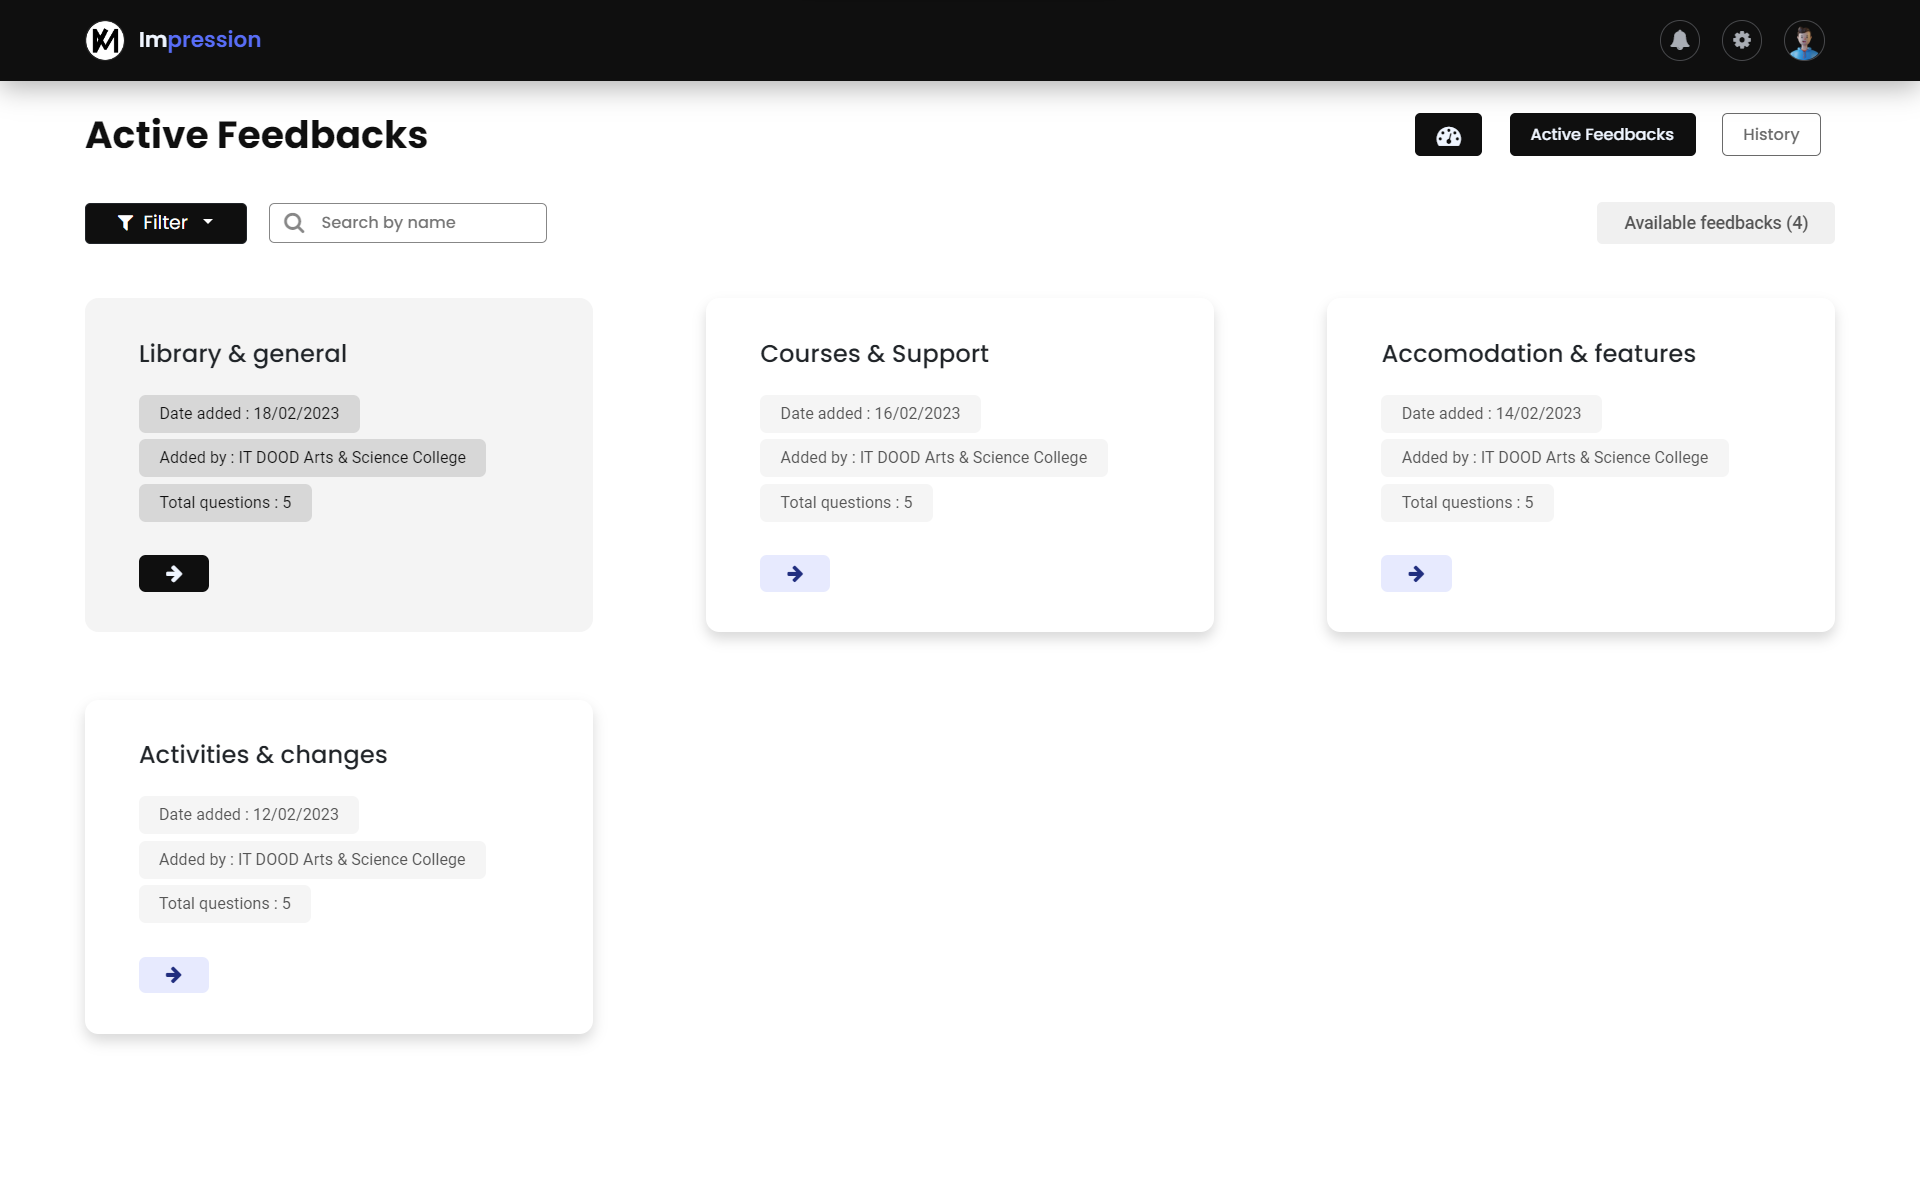 Impression
Active Feedbacks
Active Feedbacks
History
Filter
Search by name
Available feedbacks (4)
Library & general
Date added : 18/02/2023
Added by : IT DOOD Arts & Science College
Total questions : 5
Courses & Support
Date added : 16/02/2023
Added by : IT DOOD Arts & Science College
Total questions : 5
Accomodation & features
Date added : 14/02/2023
Added by : IT DOOD Arts & Science College
Total questions : 5
Activities & changes
Date added : 12/02/2023
Added by : IT DOOD Arts & Science College
Total questions : 5